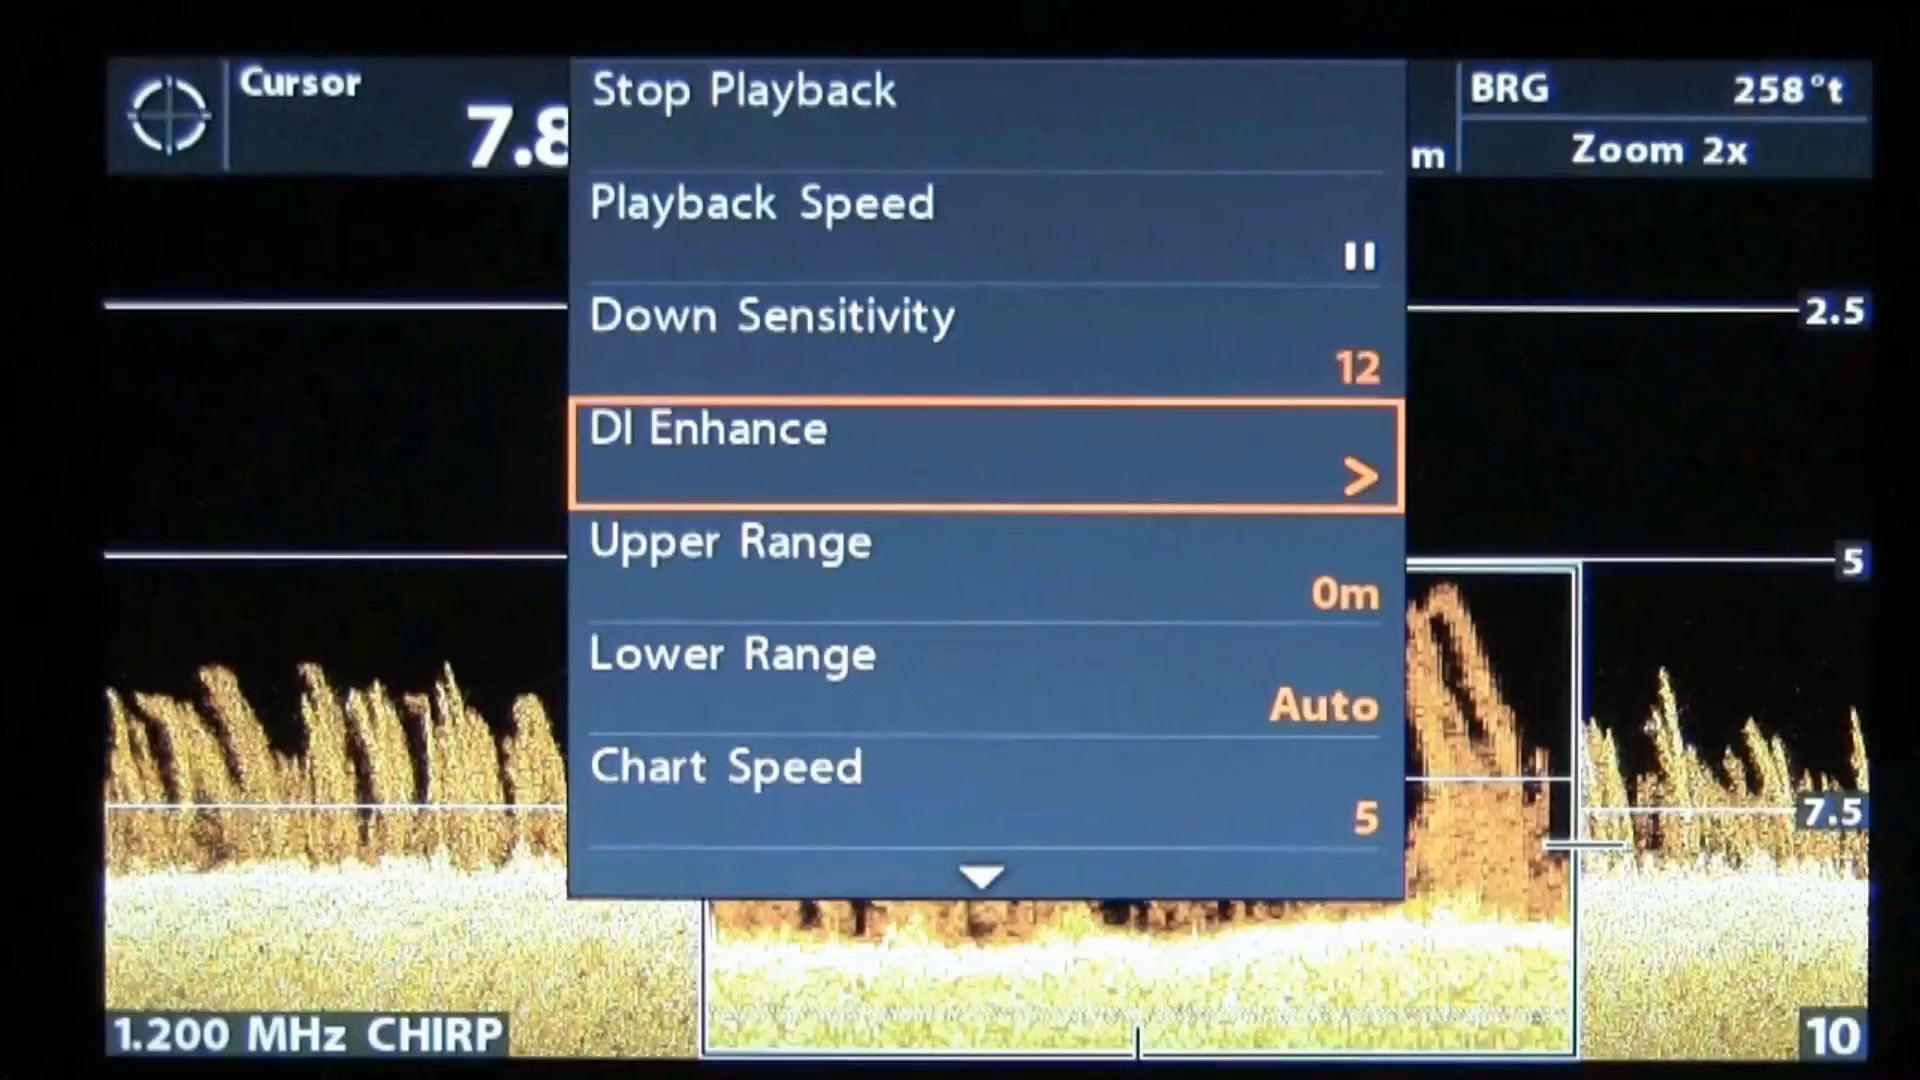 Cursor
7.8
Stop Playback
Playback Speed
Down Sensitivity
12
DI Enhance
>
Upper Range
0m
Lower Range
Auto
Chart Speed
5
m
BRG 258°t
Zoom 2x
2.5
5
7.5
10
1.200 MHz CHIRP